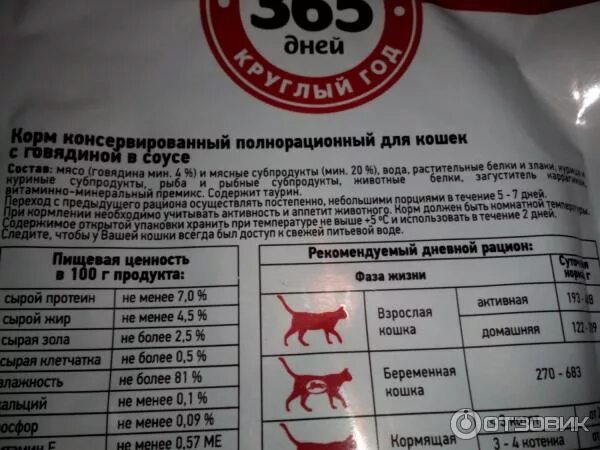 365
дней
КРУГЛЫЙ ГОД
Корм консервированный полнорационный для кошек
с говядиной в соусе
Состав: мясо (говядина мин. 4 %) и мясные субпродукты (мин. 20 %), вода, растительные белки и злаки, курица и
куриные субпродукты, рыба и рыбные субпродукты, животные белки, загуститель каррагинан,
витаминно-минеральный премикс. Содержит таурин.
Переход с предыдущего рациона осуществлять постепенно, небольшими порциями в течение 5 - 7 дней.
При кормлении необходимо учитывать активность и аппетит животного. Корм должен быть комнатной температуры.
Содержимое открытой упаковки хранить при температуре не выше +5 °С и использовать в течение 2 дней.
Следите, чтобы у Вашей кошки всегда был доступ к свежей питьевой воде.
Пищевая ценность
в 100 г продукта:
сырой протеин не менее 7,0 %
сырой жир не менее 4,5 %
сырая зола не более 2,5 %
сырая клетчатка не более 0,5 %
влажность не более 81 %
кальций не менее 0,1 %
фосфор не менее 0,09 %
не менее 0,57 МЕ
Рекомендуемый дневной рацион:
Фаза жизни
Суточная
норма, г
Взрослая
кошка
активная
домашняя
Беременная
кошка
270 - 683
Кормящая
3 - 4 котенка
ОТЗОВИК